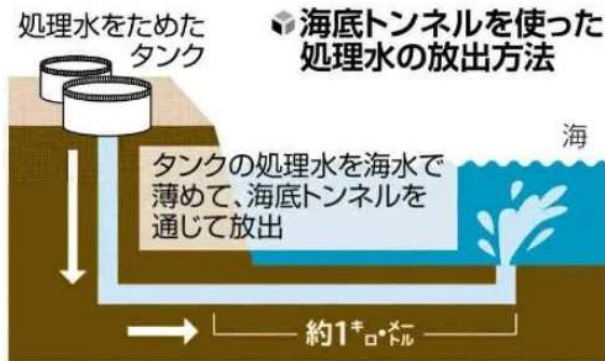 処理水をためた
タンク
海底トンネルを使った
処理水の放出方法
海
タンクの処理水を海水で
薄めて、海底トンネルを
通じて放出
約1キロ・メートル